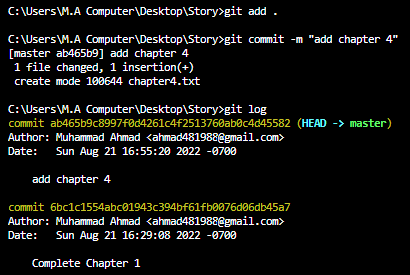 C:\Users\M.A Computer\Desktop\Story>git add .
C:\Users\M.A Computer\Desktop\Story>git commit -m "add chapter 4"
[master ab465b9] add chapter 4
1 file changed, 1 insertion(+)
create mode 100644 chapter4.txt
C:\Users\M.A Computer\Desktop\Story>git log
commit ab465b9c8997f0d4261c4f2513760ab0c4d45582 (HEAD -> master)
Author: Muhammad Ahmad <ahmad481988@gmail.com>
Date:   Sun Aug 21 16:55:20 2022 -0700
add chapter 4
commit 6bc1c1554abc01943c394bf61fb0076d06db45a7
Author: Muhammad Ahmad <ahmad481988@gmail.com>
Date:   Sun Aug 21 16:29:08 2022 -0700
Complete Chapter 1